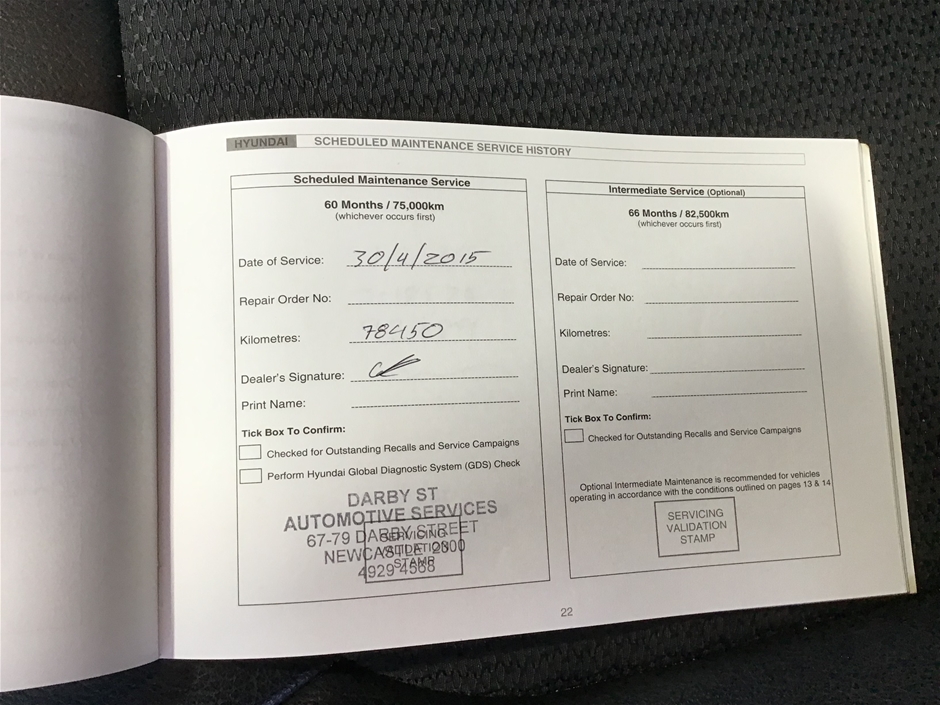 HYUNDAI SCHEDULED MAINTENANCE SERVICE HISTORY
Scheduled Maintenance Service
60 Months / 75,000km
(whichever occurs first)
Date of Service: 30/4/2015
Repair Order No:
Kilometres: 78450
Dealer's Signature:
Print Name:
Tick Box To Confirm:
Checked for Outstanding Recalls and Service Campaigns
Perform Hyundai Global Diagnostic System (GDS) Check
DARBY ST
AUTOMOTIVE SERVICES
67-79 DARBY STREET
NEWCASTLE 2300
4929 4568
SERVICING
VALIDATION
STAMP
Intermediate Service (Optional)
66 Months / 82,500km
(whichever occurs first)
Date of Service:
Repair Order No:
Kilometres:
Dealer's Signature:
Print Name:
Tick Box To Confirm:
Checked for Outstanding Recalls and Service Campaigns
Optional Intermediate Maintenance is recommended for vehicles
operating in accordance with the conditions outlined on pages 13 & 14
SERVICING
VALIDATION
STAMP
22